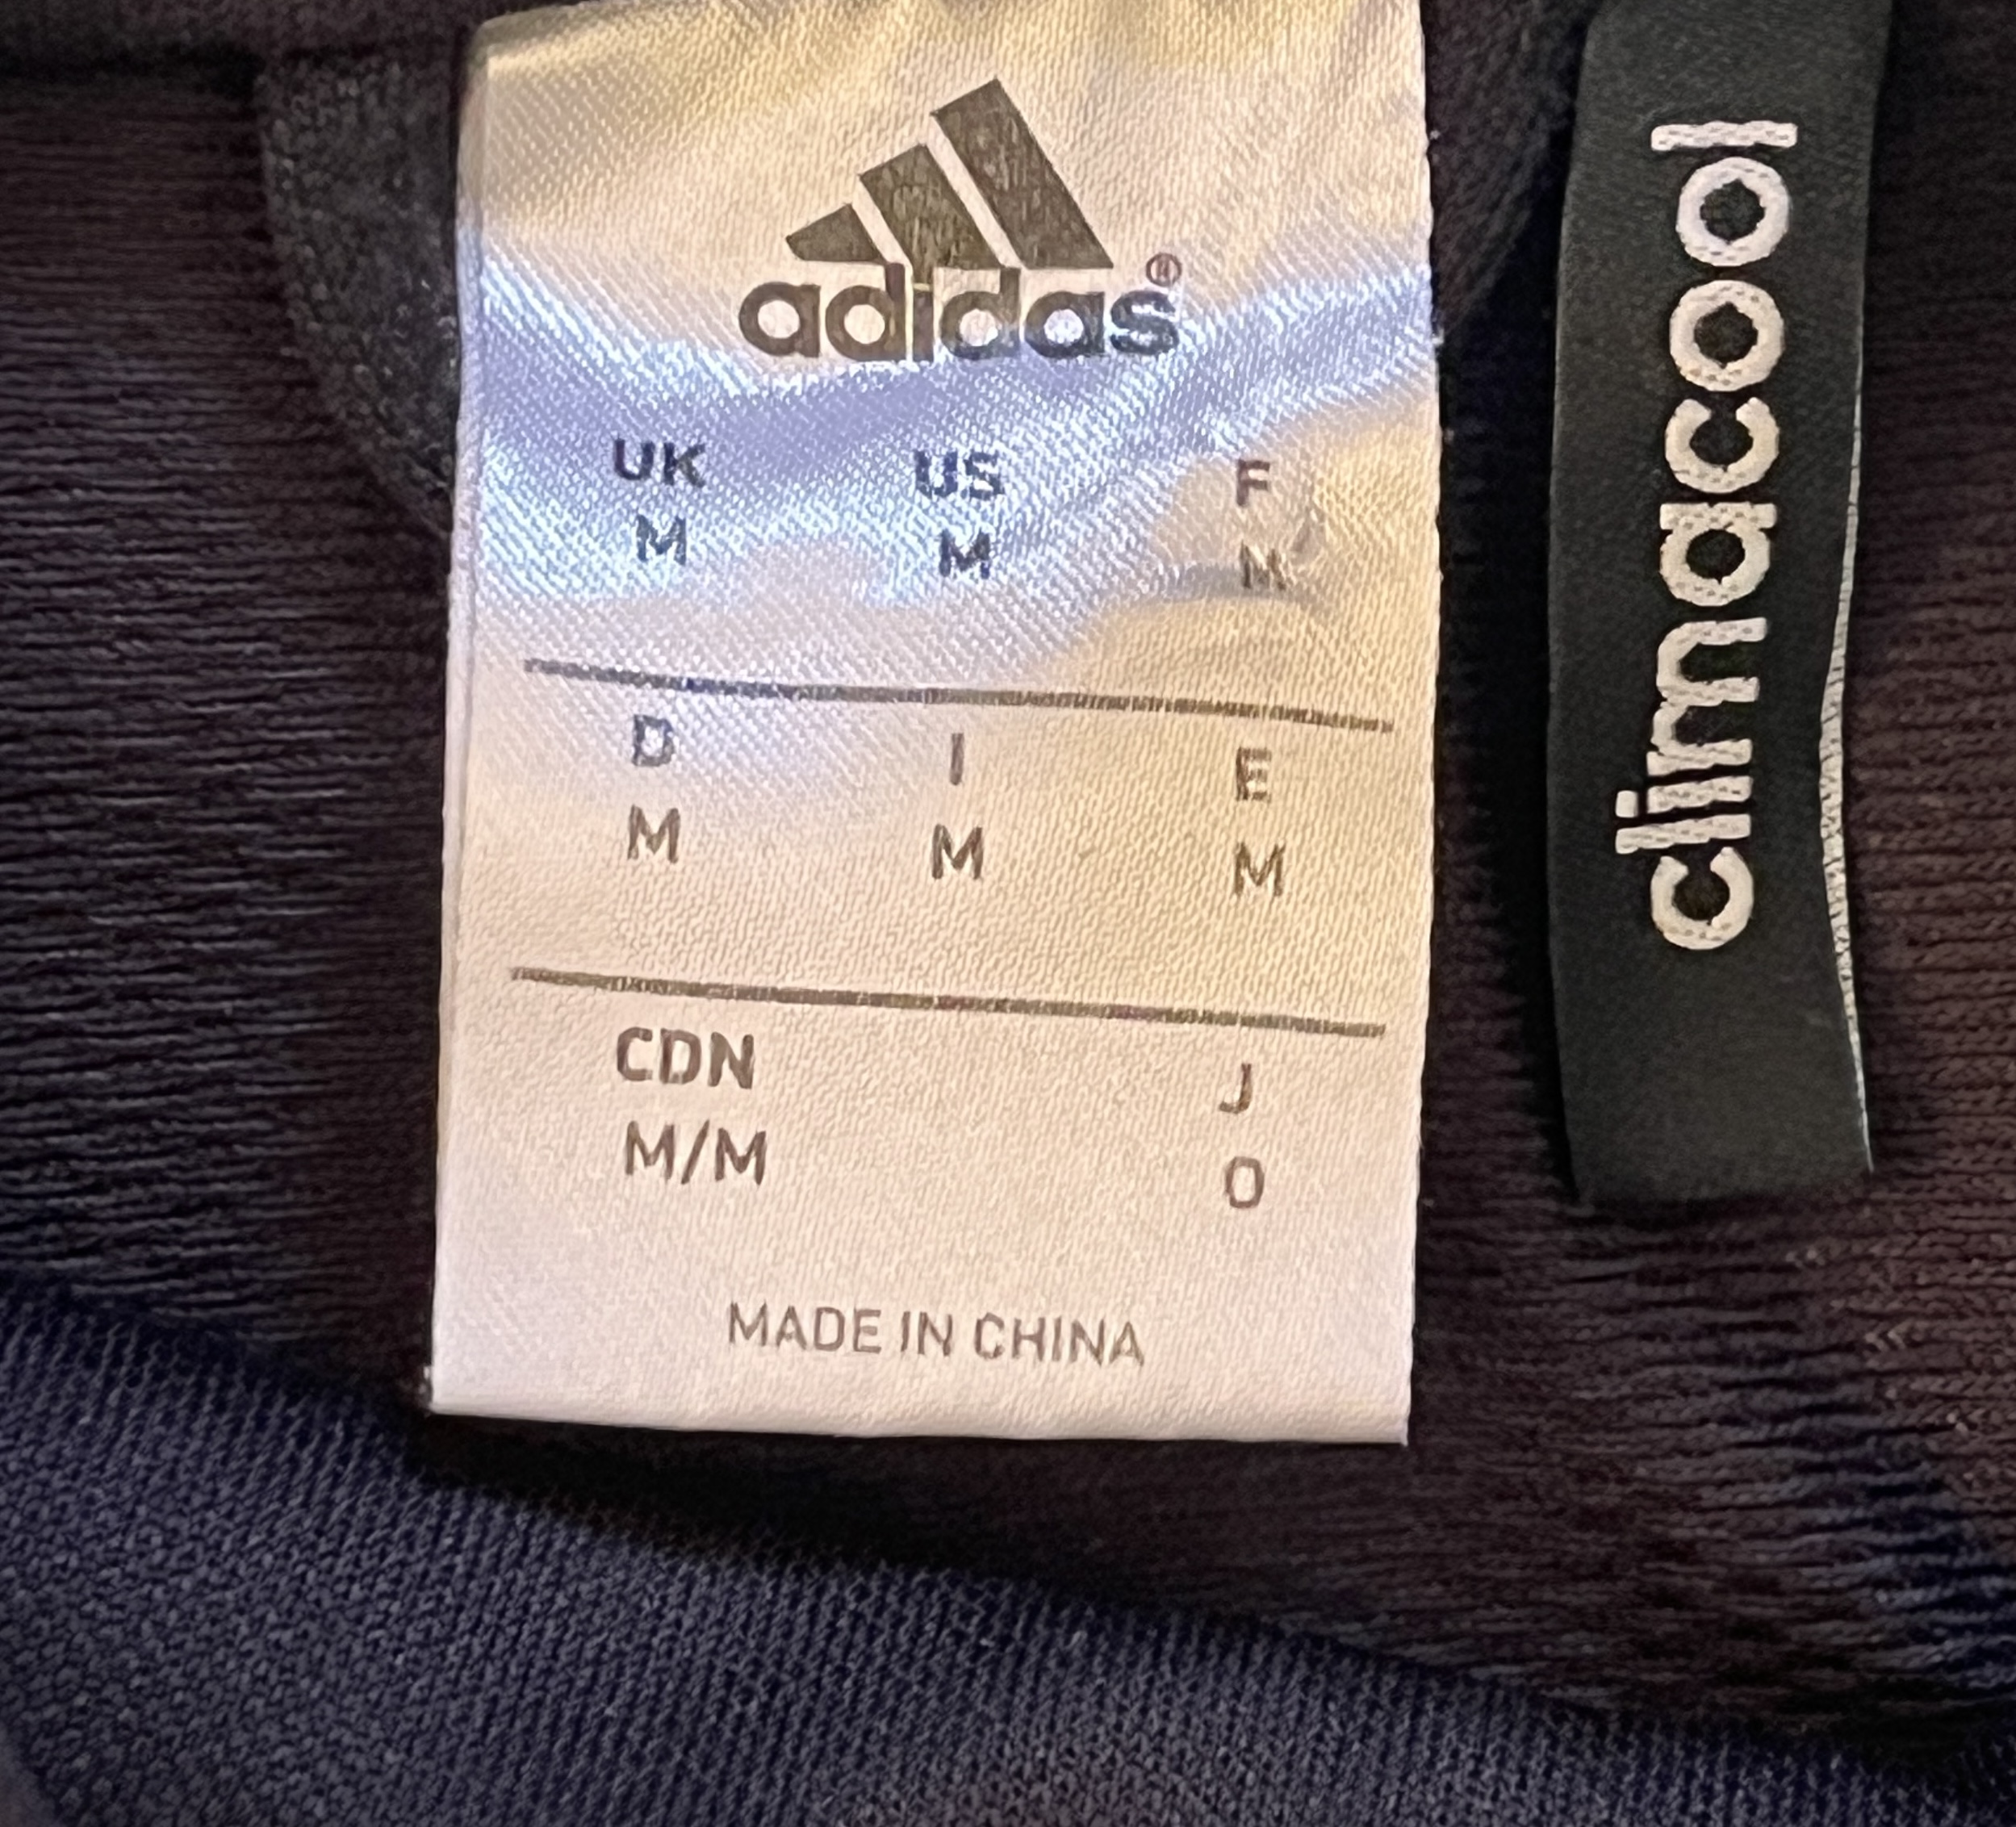 adidas®
UK US F
M M M
D I E
M M M
CDN J
M/M O
MADE IN CHINA
climacool